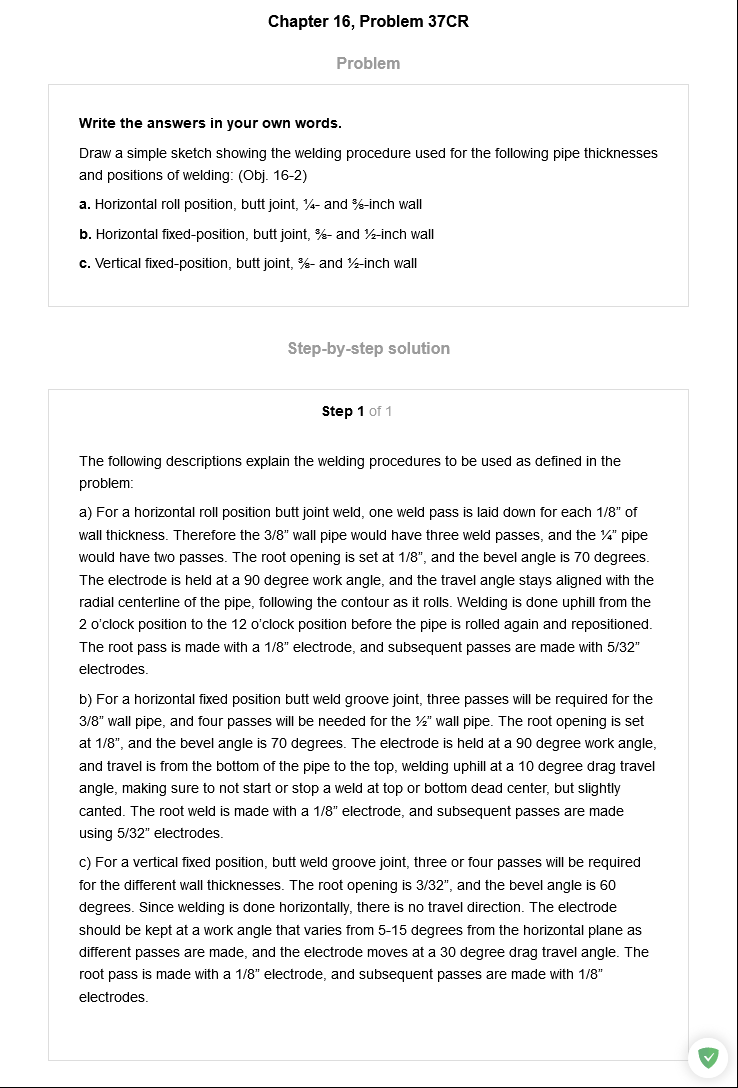 Chapter 16, Problem 37CR
Problem
Write the answers in your own words.
Draw a simple sketch showing the welding procedure used for the following pipe thicknesses
and positions of welding: (Obj. 16-2)
a. Horizontal roll position, butt joint, ¼- and ⅜-inch wall
b. Horizontal fixed-position, butt joint, ⅜- and ½-inch wall
c. Vertical fixed-position, butt joint, ⅜- and ½-inch wall
Step-by-step solution
Step 1 of 1
The following descriptions explain the welding procedures to be used as defined in the
problem:
a) For a horizontal roll position butt joint weld, one weld pass is laid down for each 1/8” of
wall thickness. Therefore the 3/8” wall pipe would have three weld passes, and the ¼” pipe
would have two passes. The root opening is set at 1/8”, and the bevel angle is 70 degrees.
The electrode is held at a 90 degree work angle, and the travel angle stays aligned with the
radial centerline of the pipe, following the contour as it rolls. Welding is done uphill from the
2 o’clock position to the 12 o’clock position before the pipe is rolled again and repositioned.
The root pass is made with a 1/8” electrode, and subsequent passes are made with 5/32”
electrodes.
b) For a horizontal fixed position butt weld groove joint, three passes will be required for the
3/8” wall pipe, and four passes will be needed for the ½” wall pipe. The root opening is set
at 1/8”, and the bevel angle is 70 degrees. The electrode is held at a 90 degree work angle,
and travel is from the bottom of the pipe to the top, welding uphill at a 10 degree drag travel
angle, making sure to not start or stop a weld at top or bottom dead center, but slightly
canted. The root weld is made with a 1/8” electrode, and subsequent passes are made
using 5/32” electrodes.
c) For a vertical fixed position, butt weld groove joint, three or four passes will be required
for the different wall thicknesses. The root opening is 3/32”, and the bevel angle is 60
degrees. Since welding is done horizontally, there is no travel direction. The electrode
should be kept at a work angle that varies from 5-15 degrees from the horizontal plane as
different passes are made, and the electrode moves at a 30 degree drag travel angle. The
root pass is made with a 1/8” electrode, and subsequent passes are made with 1/8”
electrodes.